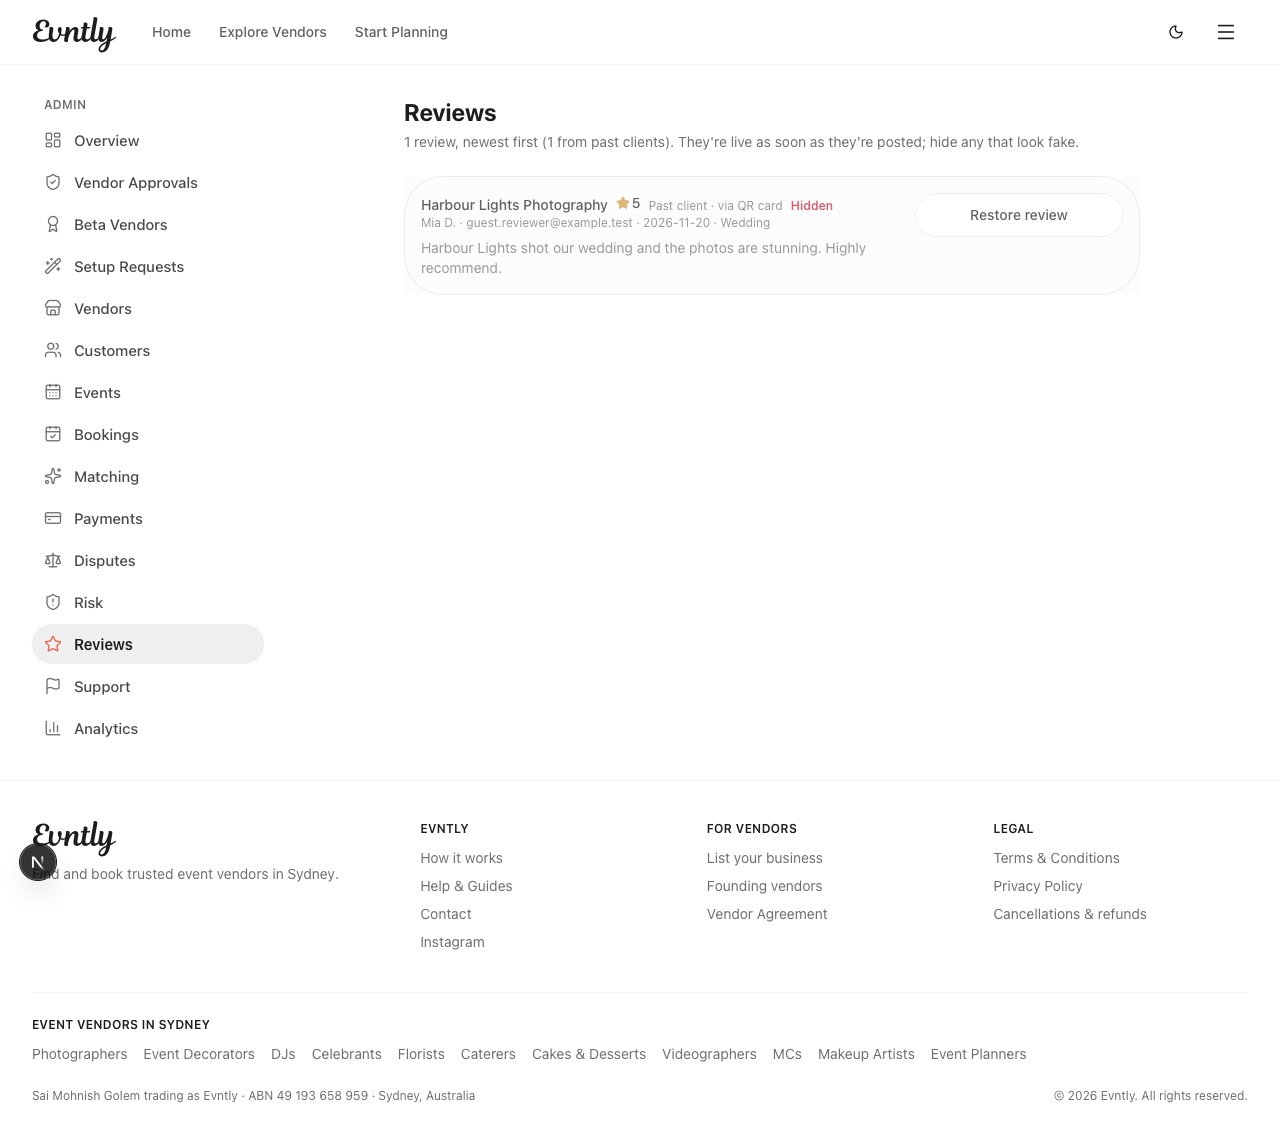 Evntly
Home
Explore Vendors
Start Planning
ADMIN
Overview
Vendor Approvals
Beta Vendors
Setup Requests
Vendors
Customers
Events
Bookings
Matching
Payments
Disputes
Risk
Reviews
Support
Analytics
Reviews
1 review, newest first (1 from past clients). They're live as soon as they're posted; hide any that look fake.
Harbour Lights Photography 5 Past client · via QR card Hidden
Mia D. · guest.reviewer@example.test · 2026-11-20 · Wedding
Harbour Lights shot our wedding and the photos are stunning. Highly
recommend.
Restore review
Evntly
N
Find and book trusted event vendors in Sydney.
EVNTLY
How it works
Help & Guides
Contact
Instagram
FOR VENDORS
List your business
Founding vendors
Vendor Agreement
LEGAL
Terms & Conditions
Privacy Policy
Cancellations & refunds
EVENT VENDORS IN SYDNEY
Photographers Event Decorators DJs Celebrants Florists Caterers Cakes & Desserts Videographers MCs Makeup Artists Event Planners
Sai Mohnish Golem trading as Evntly · ABN 49 193 658 959 · Sydney, Australia
© 2026 Evntly. All rights reserved.